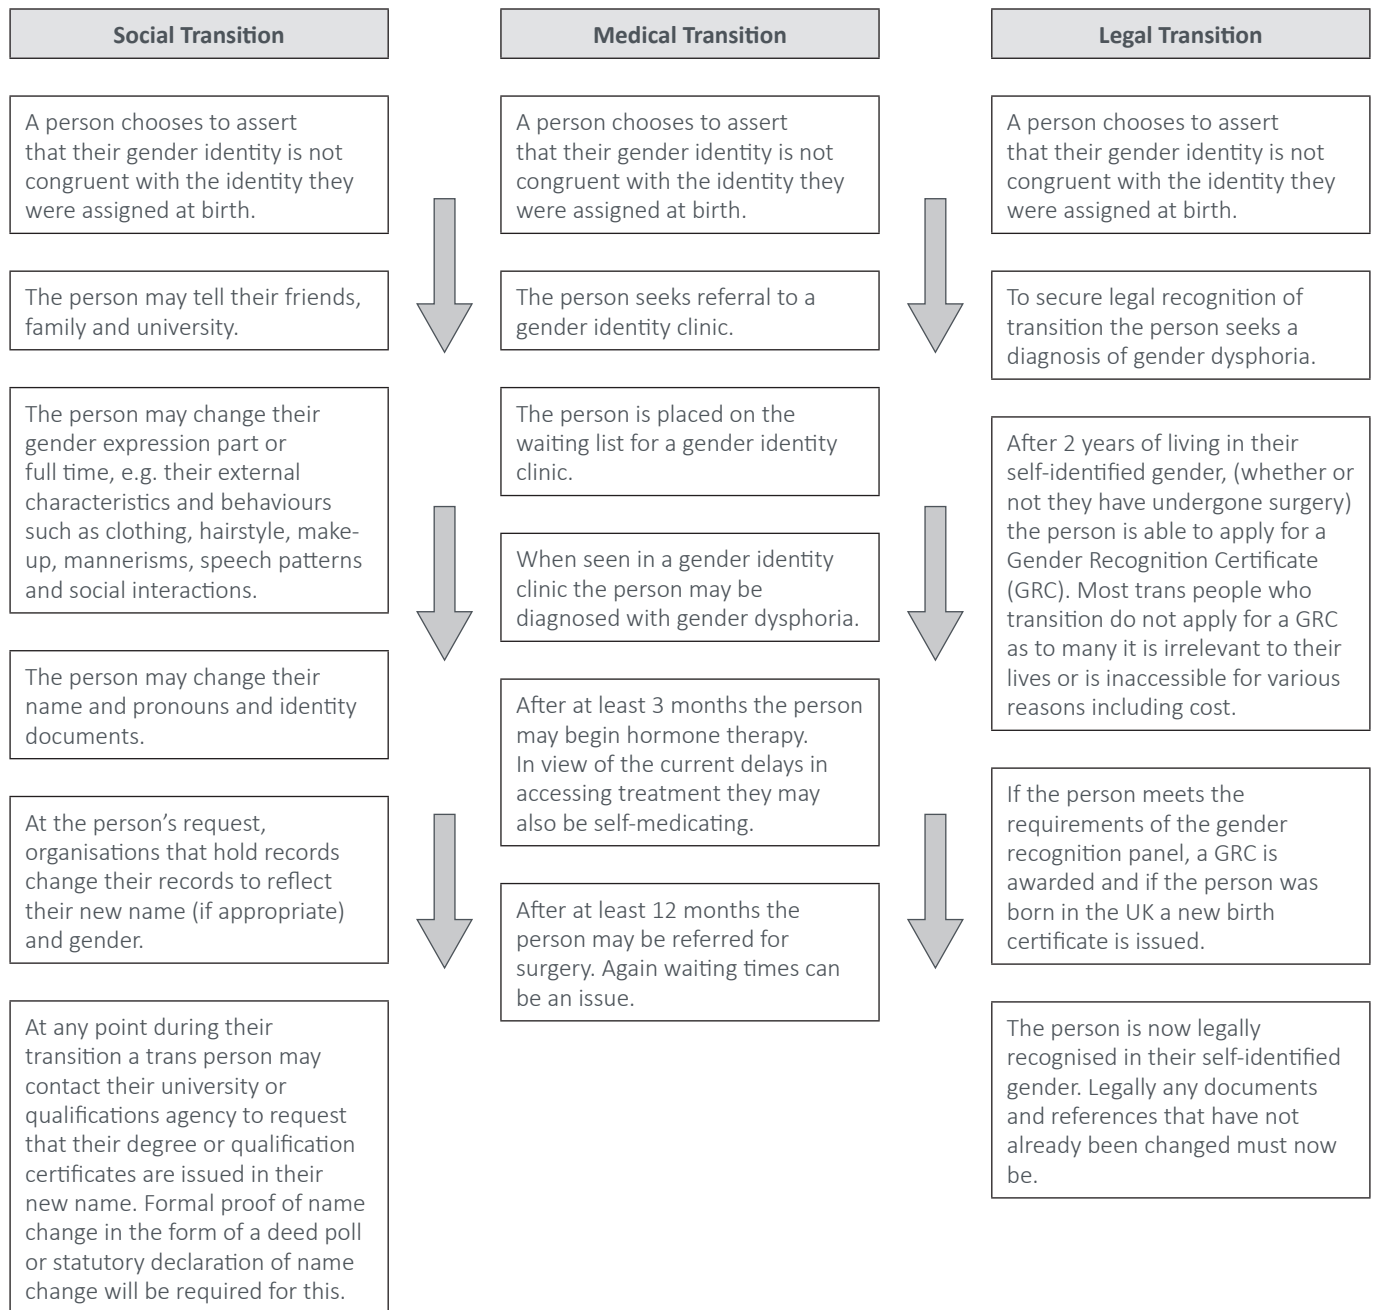 Social Transition
A person chooses to assert
that their gender identity is not
congruent with the identity they
were assigned at birth.
The person may tell their friends,
family and university.
The person may change their
gender expression part or
full time, e.g. their external
characteristics and behaviours
such as clothing, hairstyle, make-
up, mannerisms, speech patterns
and social interactions.
The person may change their
name and pronouns and identity
documents.
At the person’s request,
organisations that hold records
change their records to reflect
their new name (if appropriate)
and gender.
At any point during their
transition a trans person may
contact their university or
qualifications agency to request
that their degree or qualification
certificates are issued in their
new name. Formal proof of name
change in the form of a deed poll
or statutory declaration of name
change will be required for this.
Medical Transition
A person chooses to assert
that their gender identity is not
congruent with the identity they
were assigned at birth.
The person seeks referral to a
gender identity clinic.
The person is placed on the
waiting list for a gender identity
clinic.
When seen in a gender identity
clinic the person may be
diagnosed with gender dysphoria.
After at least 3 months the person
may begin hormone therapy.
In view of the current delays in
accessing treatment they may
also be self-medicating.
After at least 12 months the
person may be referred for
surgery. Again waiting times can
be an issue.
Legal Transition
A person chooses to assert
that their gender identity is not
congruent with the identity they
were assigned at birth.
To secure legal recognition of
transition the person seeks a
diagnosis of gender dysphoria.
After 2 years of living in their
self-identified gender, (whether or
not they have undergone surgery)
the person is able to apply for a
Gender Recognition Certificate
(GRC). Most trans people who
transition do not apply for a GRC
as to many it is irrelevant to their
lives or is inaccessible for various
reasons including cost.
If the person meets the
requirements of the gender
recognition panel, a GRC is
awarded and if the person was
born in the UK a new birth
certificate is issued.
The person is now legally
recognised in their self-identified
gender. Legally any documents
and references that have not
already been changed must now
be.